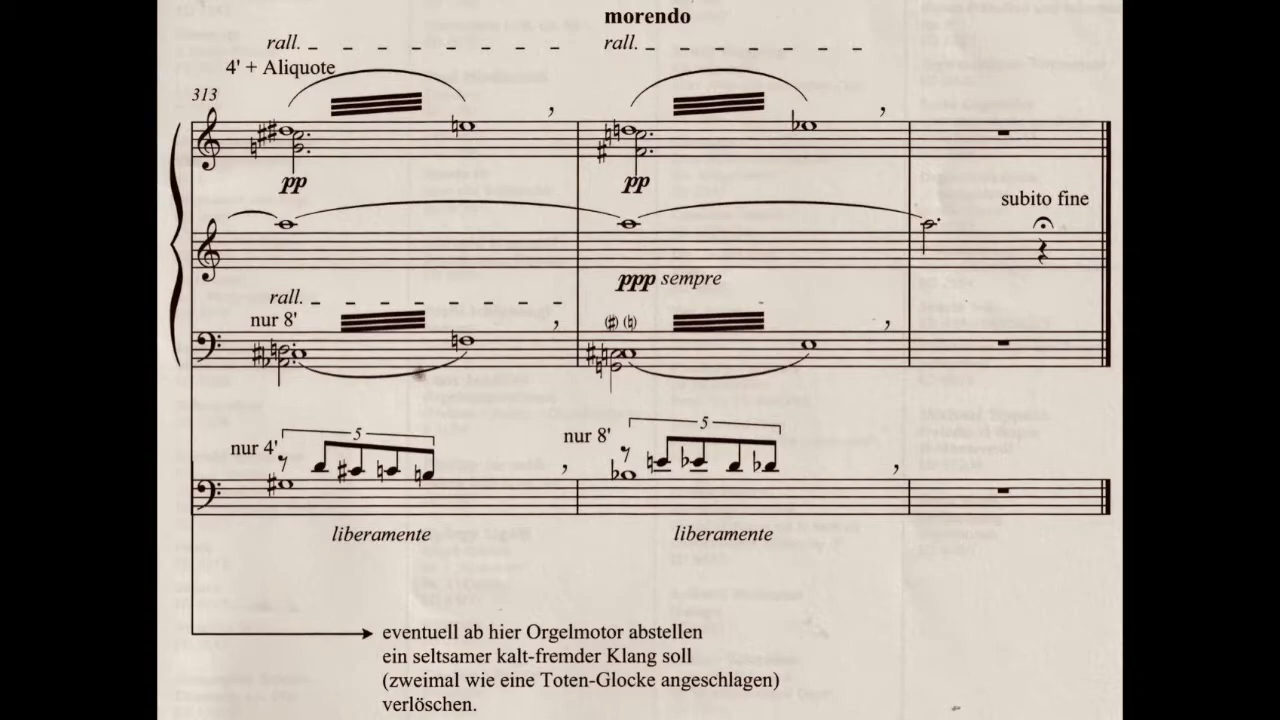 morendo
rall. rall.
4' + Aliquote
313
pp pp
subito fine
ppp sempre
rall.
nur 8'
5 5
nur 4' nur 8'
liberamente liberamente
eventuell ab hier Orgelmotor abstellen
ein seltsamer kalt-fremder Klang soll
(zweimal wie eine Toten-Glocke angeschlagen)
verlöschen.